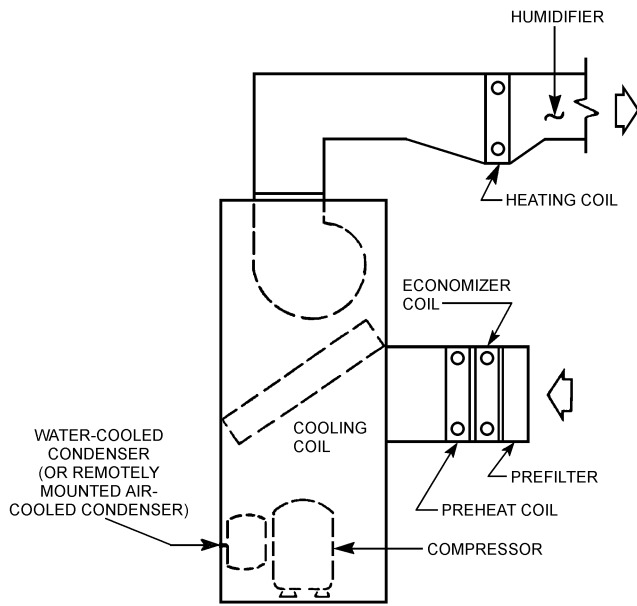 HUMIDIFIER
HEATING COIL
ECONOMIZER
COIL
COOLING
COIL
WATER-COOLED
CONDENSER
(OR REMOTELY
MOUNTED AIR-
COOLED CONDENSER)
PREFILTER
PREHEAT COIL
COMPRESSOR